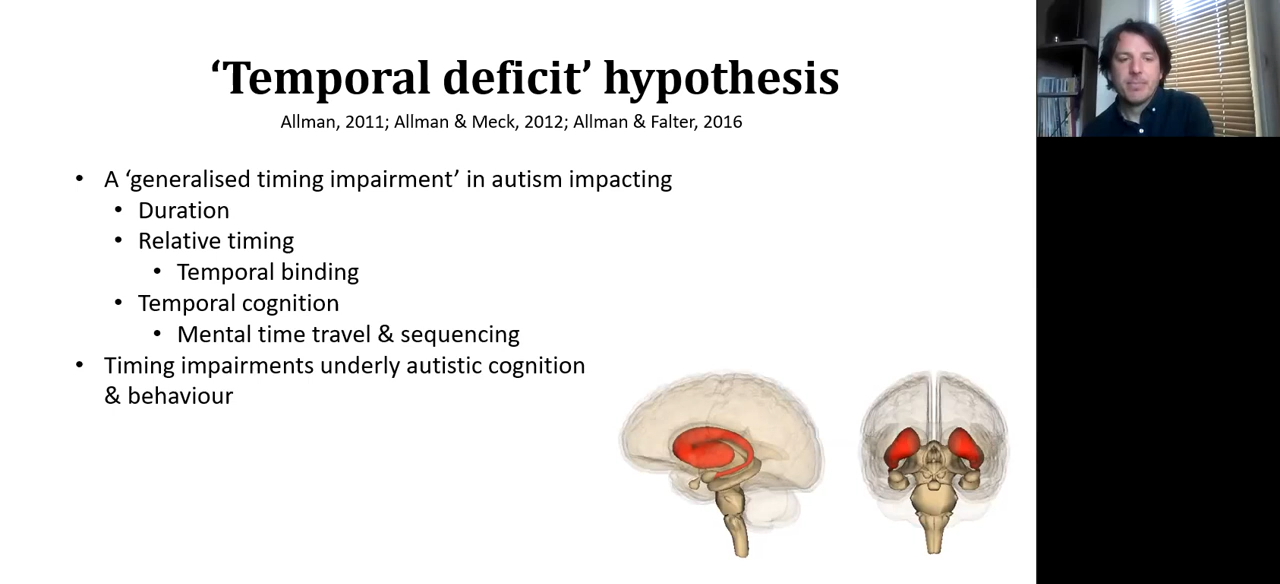 ‘Temporal deficit’ hypothesis
Allman, 2011; Allman & Meck, 2012; Allman & Falter, 2016
• A ‘generalised timing impairment’ in autism impacting
• Duration
• Relative timing
• Temporal binding
• Temporal cognition
• Mental time travel & sequencing
• Timing impairments underly autistic cognition
& behaviour